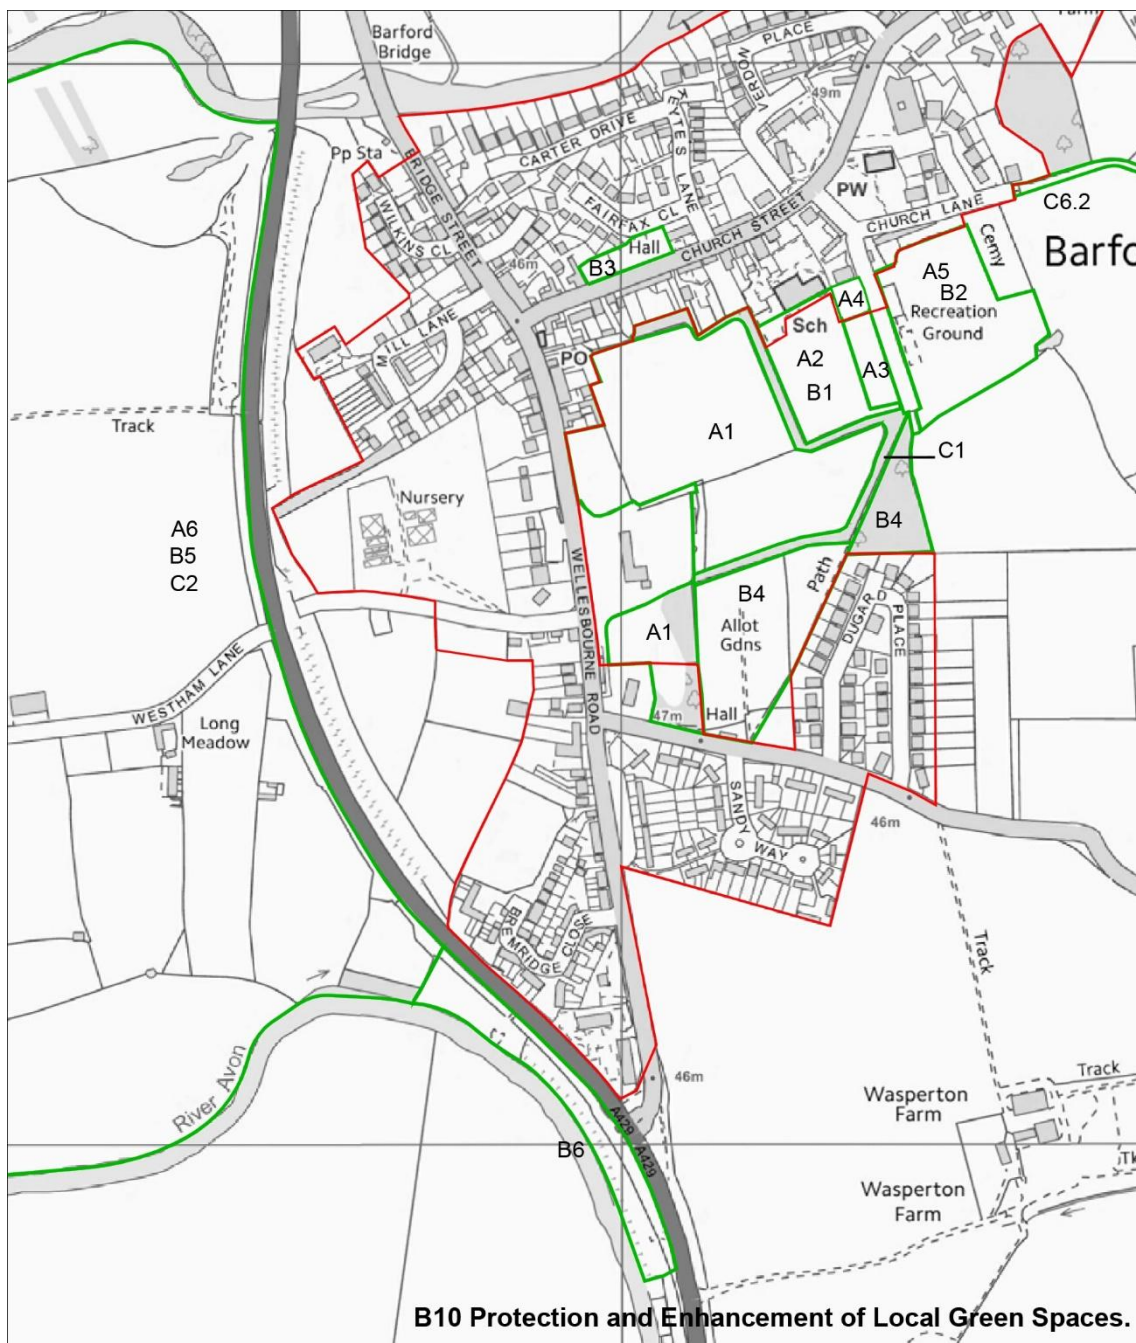 Farm
Barford
Bridge
PLACE
VERDON
KEYTES LANE
49m
CARTER DRIVE
Pp Sta
BRIDGE STREET
WILKINS CL
FAIRFAX CL
PW
CHURCH LANE
C6.2
CHURCH STREET
Hall
B3
46m
Cemy
Barfo
A5
B2
Recreation
Ground
A4
MILL LANE
Sch
PO
A2
A3
B1
Track
A1
C1
Nursery
A6
B5
C2
B4
WELLESBOURNE ROAD
Path
B4
Allot
Gdns
DUGARD PLACE
A1
WESTHAM LANE
Long
Meadow
47m
Hall
SANDY WAY
46m
BREMRIDGE CLOSE
Track
River Avon
46m
Track
Wasperton
Farm
A429
B6
A429
Tk
Wasperton
Farm
B10 Protection and Enhancement of Local Green Spaces.